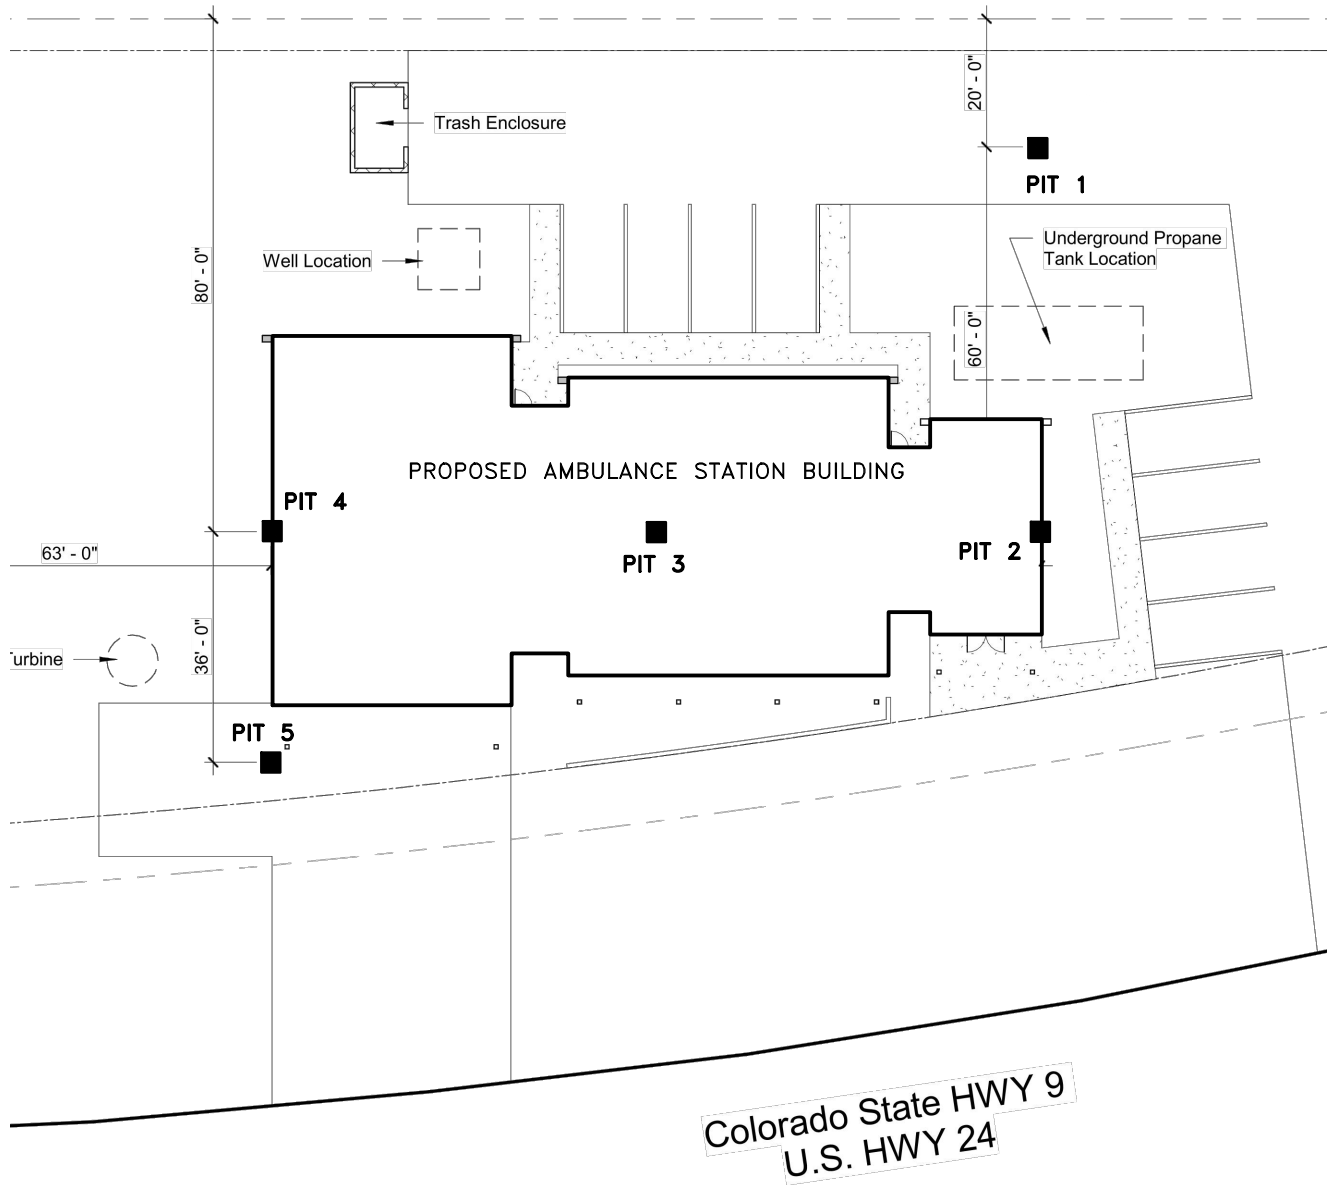 20' - 0"
Trash Enclosure
PIT 1
80' - 0"
Well Location
Underground Propane
Tank Location
60' - 0"
PROPOSED AMBULANCE STATION BUILDING
PIT 4
63' - 0"
PIT 3
PIT 2
36' - 0"
Turbine
PIT 5
Colorado State HWY 9
U.S. HWY 24